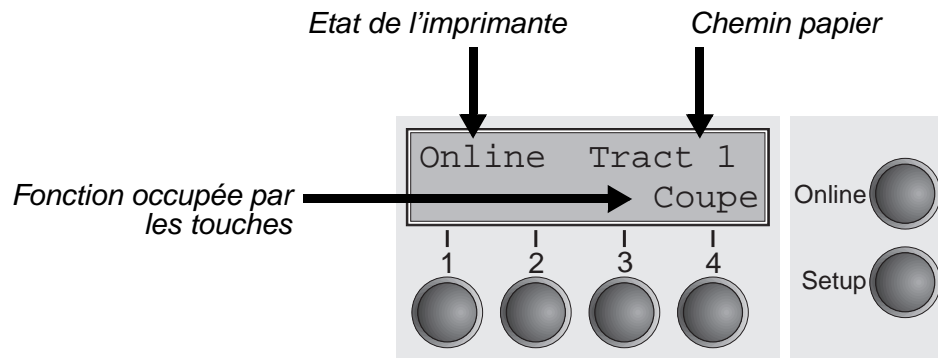 Etat de l’imprimante
Chemin papier
Online Tract 1
Coupe
Fonction occupée par
les touches
1 2 3 4
Online
Setup